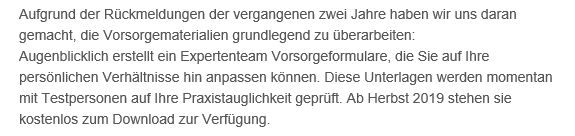 Aufgrund der Rückmeldungen der vergangenen zwei Jahre haben wir uns daran
gemacht, die Vorsorgematerialien grundlegend zu überarbeiten:
Augenblicklich erstellt ein Expertenteam Vorsorgeformulare, die Sie auf Ihre
persönlichen Verhältnisse hin anpassen können. Diese Unterlagen werden momentan
mit Testpersonen auf Ihre Praxistauglichkeit geprüft. Ab Herbst 2019 stehen sie
kostenlos zum Download zur Verfügung.